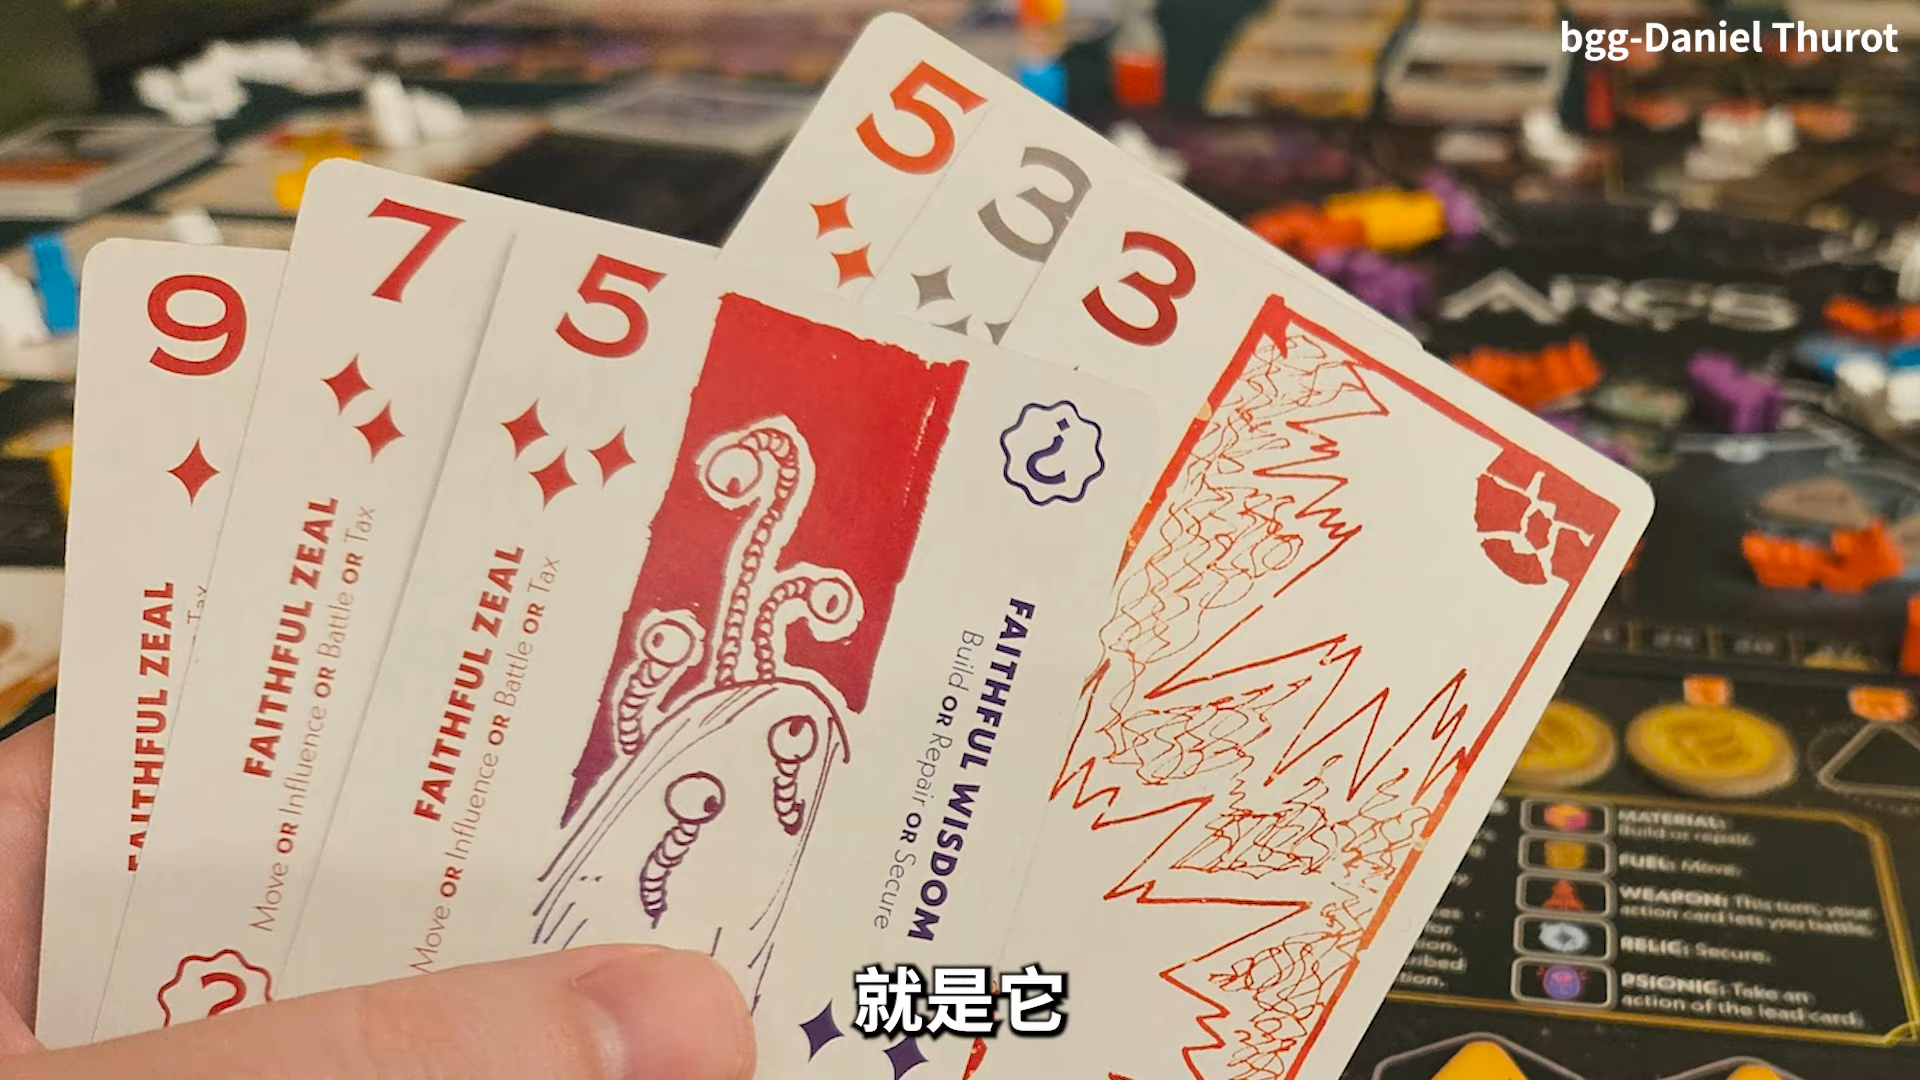 bgg-Daniel Thurot
5
3
3
9
7
5
FAITHFUL ZEAL
Tax
FAITHFUL ZEAL
Move OR Influence OR Battle OR Tax
FAITHFUL ZEAL
Move OR Influence OR Battle OR Tax
FAITHFUL WISDOM
Build OR Repair OR Secure
ARCS
MATERIAL:
Build or repair.
FUEL: Move.
WEAPON: This turn, your
action card lets you battle.
RELIC: Secure.
PSIONIC: Take an
action of the lead card.
就是它